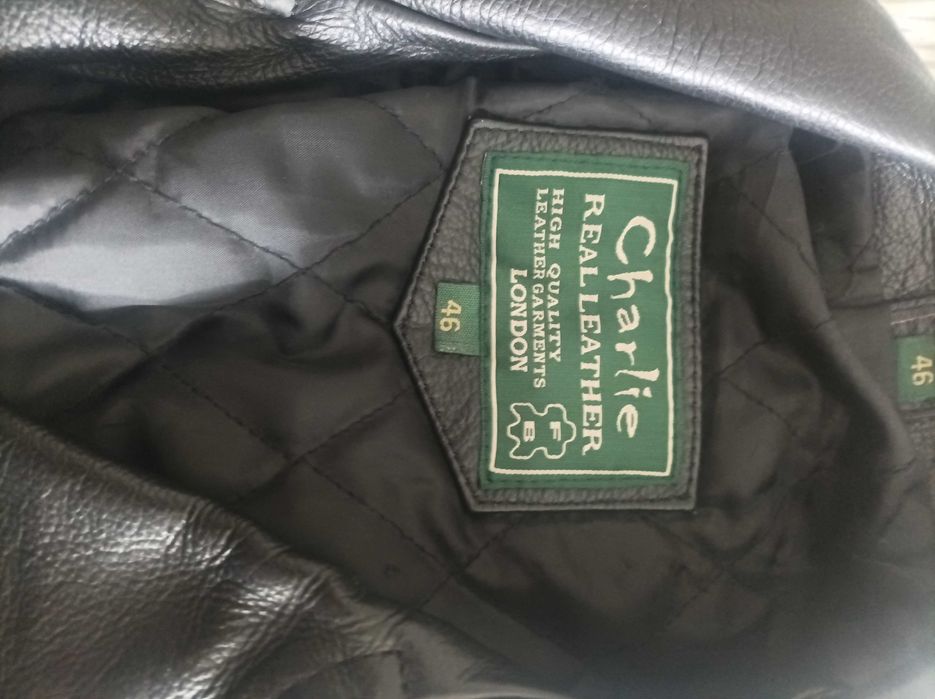 Charlie
REAL LEATHER
HIGH QUALITY
LEATHER GARMENTS
LONDON
F
B
46
46